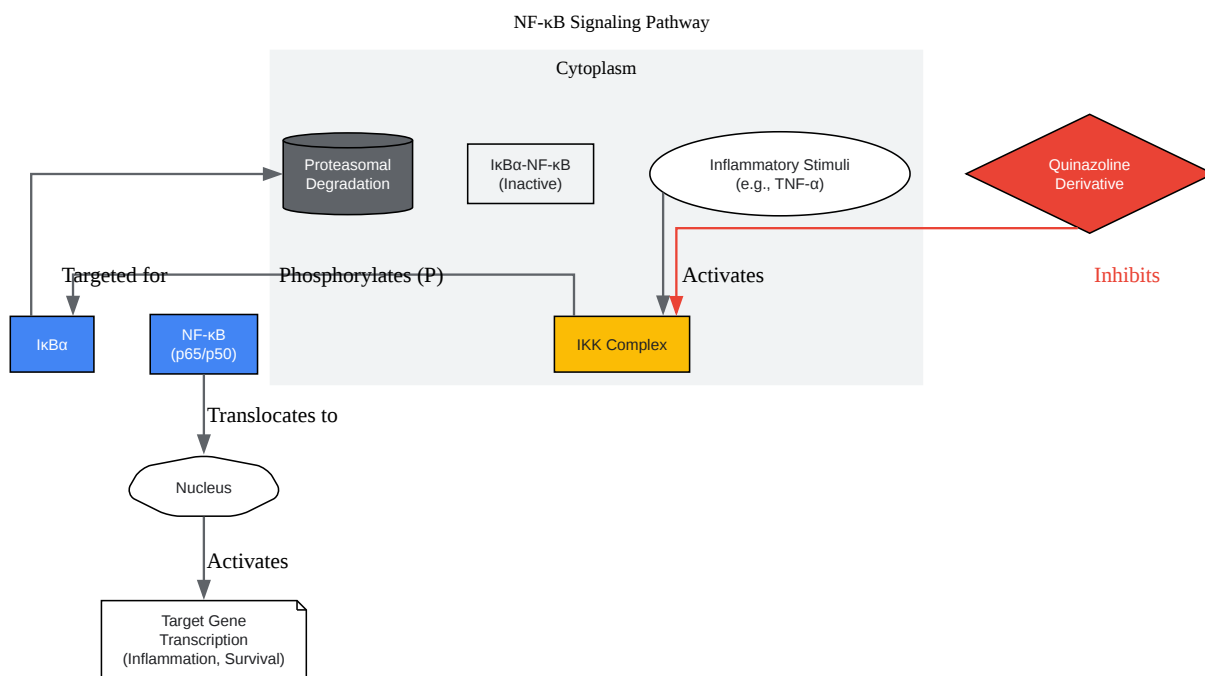 NF-κB Signaling Pathway
Cytoplasm
Proteasomal
Degradation
IκBα-NF-κB
(Inactive)
Inflammatory Stimuli
(e.g., TNF-α)
Quinazoline
Derivative
Targeted for
Phosphorylates (P)
Activates
Inhibits
IκBα
NF-κB
(p65/p50)
IKK Complex
Translocates to
Nucleus
Activates
Target Gene
Transcription
(Inflammation, Survival)